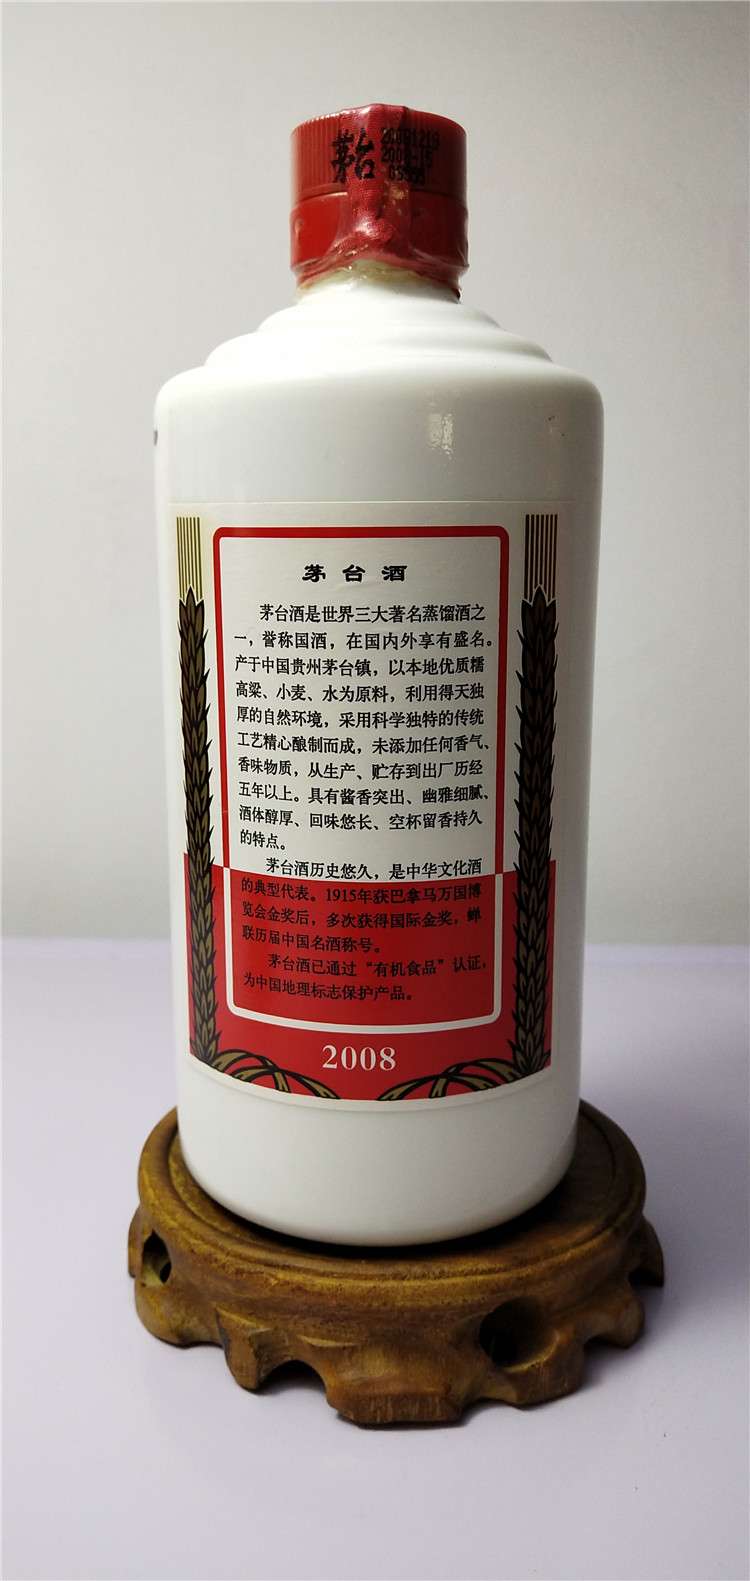 茅台
20081219
2008-15
茅台酒
茅台酒是世界三大著名蒸馏酒之
一，誉称国酒，在国内外享有盛名。
产于中国贵州茅台镇，以本地优质糯
高粱、小麦、水为原料，利用得天独
厚的自然环境，采用科学独特的传统
工艺精心酿制而成，未添加任何香气、
香味物质，从生产、贮存到出厂历经
五年以上。具有酱香突出、幽雅细腻、
酒体醇厚、回味悠长、空杯留香持久
的特点。
茅台酒历史悠久，是中华文化酒
的典型代表。1915年获巴拿马万国博
览会金奖后，多次获得国际金奖，蝉
联历届中国名酒称号。
茅台酒已通过“有机食品”认证，
为中国地理标志保护产品。
2008